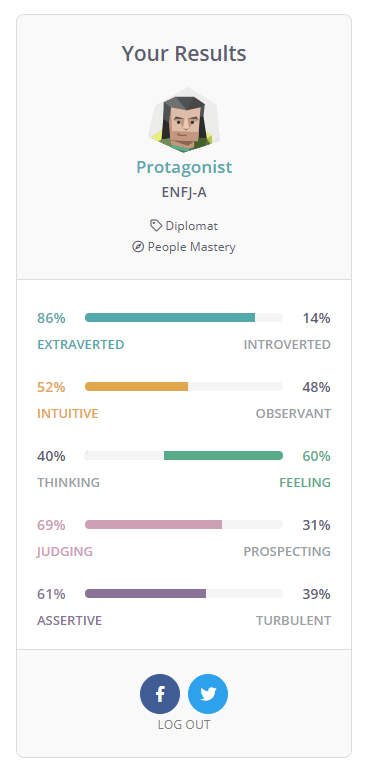 Your Results
Protagonist
ENFJ-A
Diplomat
People Mastery
86% 14%
EXTRAVERTED INTROVERTED
52% 48%
INTUITIVE OBSERVANT
40% 60%
THINKING FEELING
69% 31%
JUDGING PROSPECTING
61% 39%
ASSERTIVE TURBULENT
LOG OUT